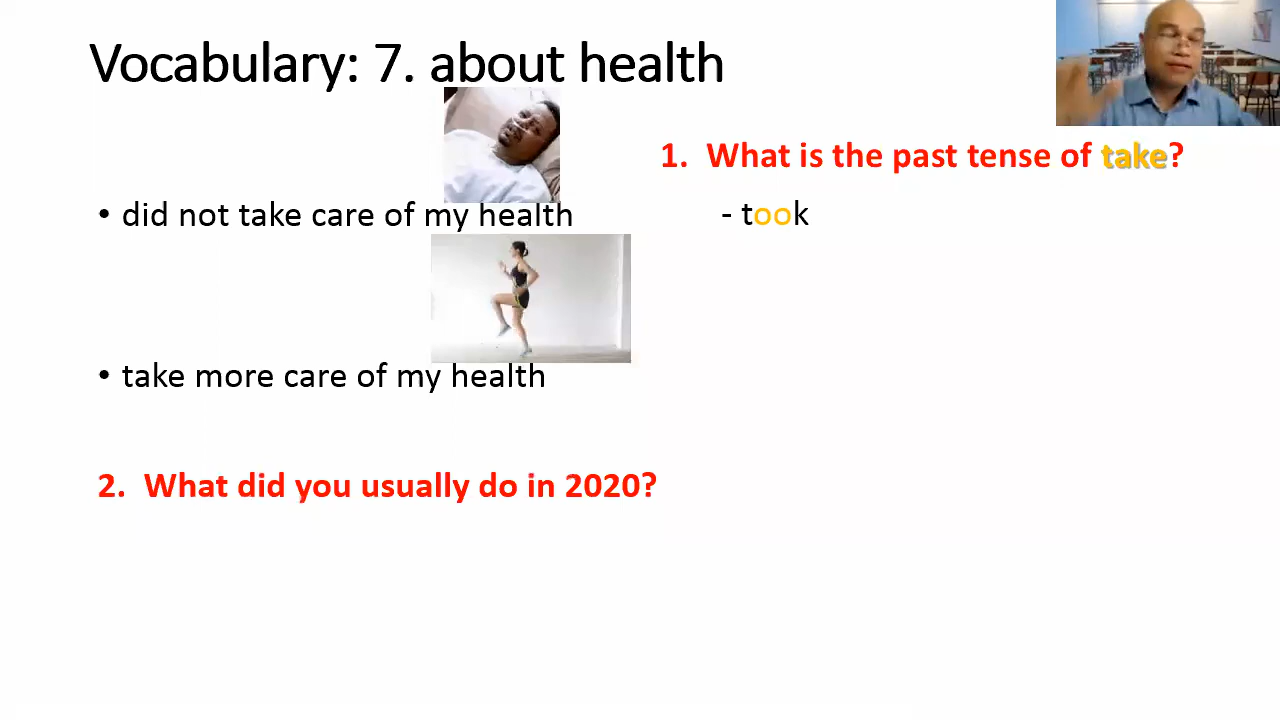 Vocabulary: 7. about health
1. What is the past tense of take?
• did not take care of my health
- took
• take more care of my health
2. What did you usually do in 2020?